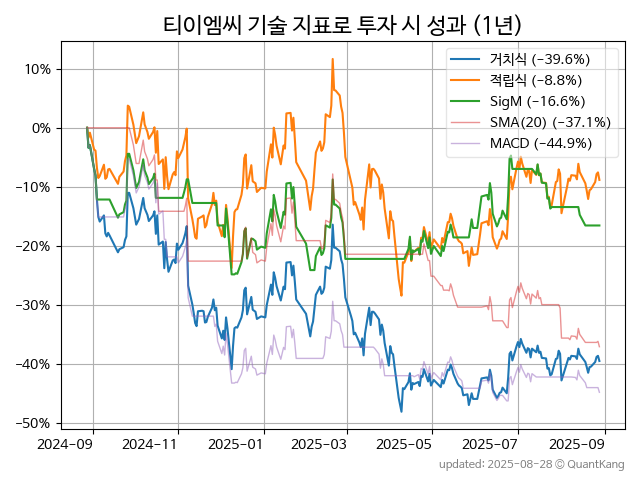 티이엠씨 기술 지표로 투자 시 성과 (1년)
거치식 (−39.6%)
적립식 (−8.8%)
SigM (−16.6%)
SMA(20) (−37.1%)
MACD (−44.9%)
10%
0%
−10%
−20%
−30%
−40%
−50%
2024-09 2024-11 2025-01 2025-03 2025-05 2025-07 2025-09
updated: 2025-08-28 © QuantKang